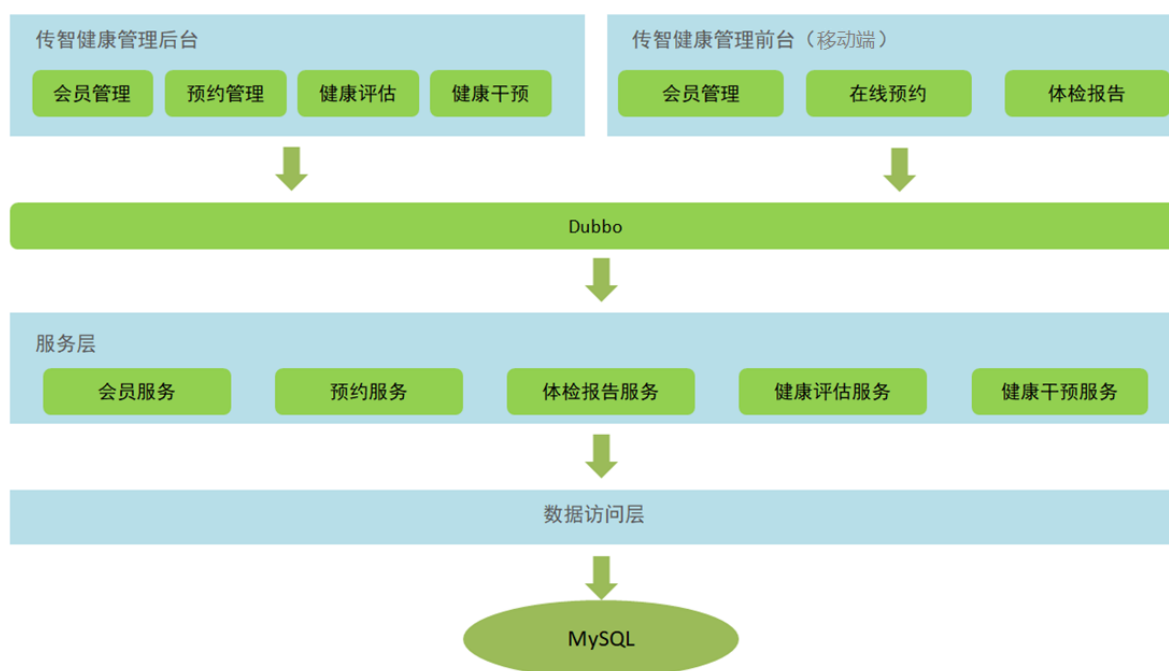 传智健康管理后台
会员管理 预约管理 健康评估 健康干预
传智健康管理前台（移动端）
会员管理 在线预约 体检报告
Dubbo
服务层
会员服务 预约服务 体检报告服务 健康评估服务 健康干预服务
数据访问层
MySQL